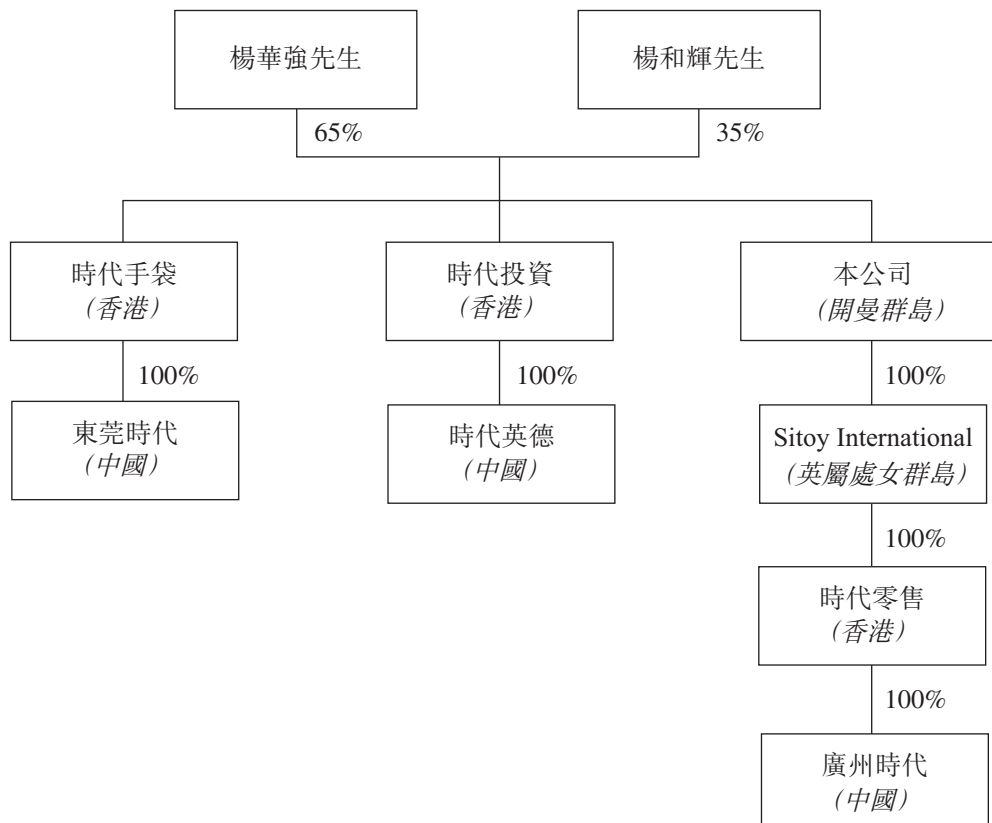 楊華強先生
楊和輝先生
65%
35%
時代手袋
（香港）
時代投資
（香港）
本公司
（開曼群島）
100%
100%
100%
東莞時代
（中國）
時代英德
（中國）
Sitoy International
（英屬處女群島）
100%
時代零售
（香港）
100%
廣州時代
（中國）